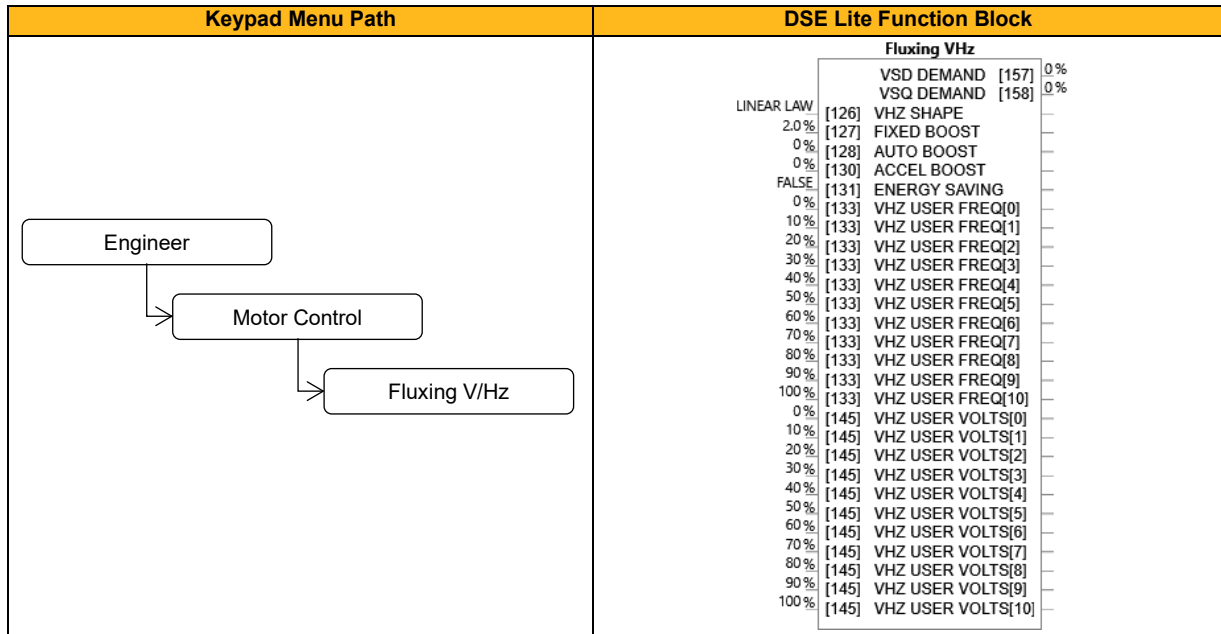 Keypad Menu Path
DSE Lite Function Block
Engineer
Motor Control
Fluxing V/Hz
Fluxing VHz
VSD DEMAND [157] 0 %
VSQ DEMAND [158] 0 %
LINEAR LAW [126] VHZ SHAPE
2.0 % [127] FIXED BOOST
0 % [128] AUTO BOOST
0 % [130] ACCEL BOOST
FALSE [131] ENERGY SAVING
0 % [133] VHZ USER FREQ[0]
10 % [133] VHZ USER FREQ[1]
20 % [133] VHZ USER FREQ[2]
30 % [133] VHZ USER FREQ[3]
40 % [133] VHZ USER FREQ[4]
50 % [133] VHZ USER FREQ[5]
60 % [133] VHZ USER FREQ[6]
70 % [133] VHZ USER FREQ[7]
80 % [133] VHZ USER FREQ[8]
90 % [133] VHZ USER FREQ[9]
100 % [133] VHZ USER FREQ[10]
0 % [145] VHZ USER VOLTS[0]
10 % [145] VHZ USER VOLTS[1]
20 % [145] VHZ USER VOLTS[2]
30 % [145] VHZ USER VOLTS[3]
40 % [145] VHZ USER VOLTS[4]
50 % [145] VHZ USER VOLTS[5]
60 % [145] VHZ USER VOLTS[6]
70 % [145] VHZ USER VOLTS[7]
80 % [145] VHZ USER VOLTS[8]
90 % [145] VHZ USER VOLTS[9]
100 % [145] VHZ USER VOLTS[10]